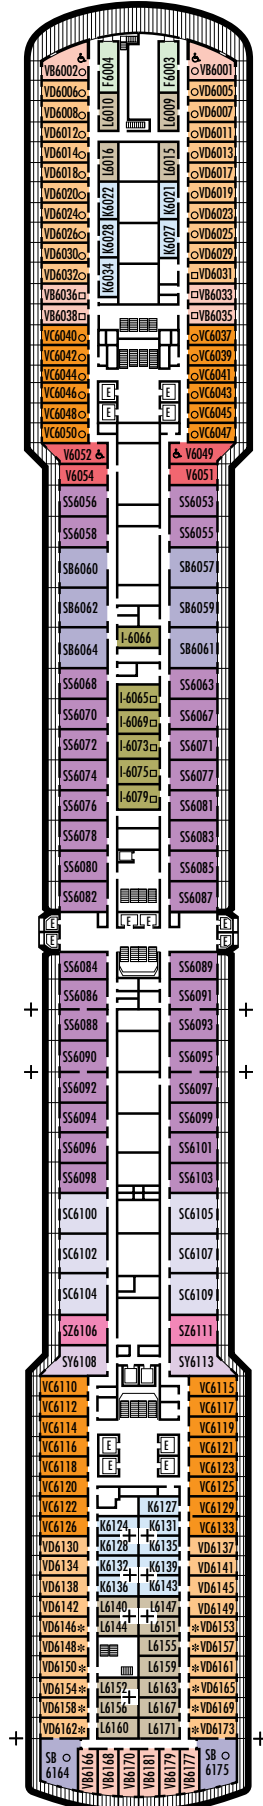 VB6002 F6004 F6003 VB6001
VD6006 L6010 L6009 VD6005
VD6008 VD6007
VD6012 VD6011
VD6014 L6016 L6015 VD6013
VD6018 VD6017
VD6020 K6022 K6021 VD6019
VD6024 VD6023
VD6026 K6028 K6027 VD6025
VD6030 VD6029
VD6032 K6034 VD6031
VB6036 VB6033
VB6038 VB6035
VC6040 VC6037
VC6042 VC6039
VC6044 VC6041
VC6046 E E VC6043
VC6048 E E VC6045
VC6050 VC6047
V6052 V6049
V6054 V6051
SS6056 SS6053
SS6058 SS6055
SB6060 SB6057
SB6062 SB6059
SB6064 I-6066 SB6061
SS6068 I-6065 SS6063
SS6070 I-6069 SS6067
SS6072 I-6073 SS6071
SS6074 I-6075 SS6077
SS6076 I-6079 SS6081
SS6078 SS6083
SS6080 SS6085
SS6082 SS6087
E E E E
E E
SS6084 SS6089
SS6086 SS6091
SS6088 SS6093
SS6090 SS6095
SS6092 SS6097
SS6094 SS6099
SS6096 SS6101
SS6098 SS6103
SC6100 SC6105
SC6102 SC6107
SC6104 SC6109
SZ6106 SZ6111
SY6108 SY6113
VC6110 VC6115
VC6112 VC6117
VC6114 VC6119
VC6116 E E VC6121
VC6118 E E VC6123
VC6120 VC6125
VC6122 K6127 VC6129
VC6126 K6124 K6131 VC6133
VD6130 K6128 K6135 VD6137
VD6134 K6132 K6139 VD6141
VD6138 K6136 K6143 VD6145
VD6142 L6140 L6147 VD6149
VD6146 L6144 L6151 VD6153
VD6148 L6155 VD6157
VD6150 L6159 VD6161
VD6154 L6152 L6163 VD6165
VD6158 L6156 L6167 VD6169
VD6162 L6160 L6171 VD6173
SB 6164 VB6166 VB6168 VB6170 VB6181 VB6179 VB6177 SB 6175